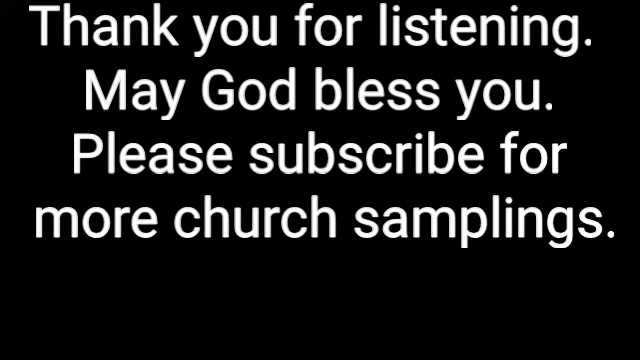 Thank you for listening.
May God bless you.
Please subscribe for
more church samplings.